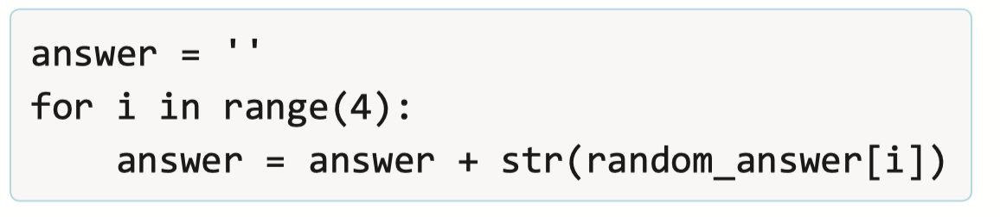 answer = ''
for i in range(4):
    answer = answer + str(random_answer[i])